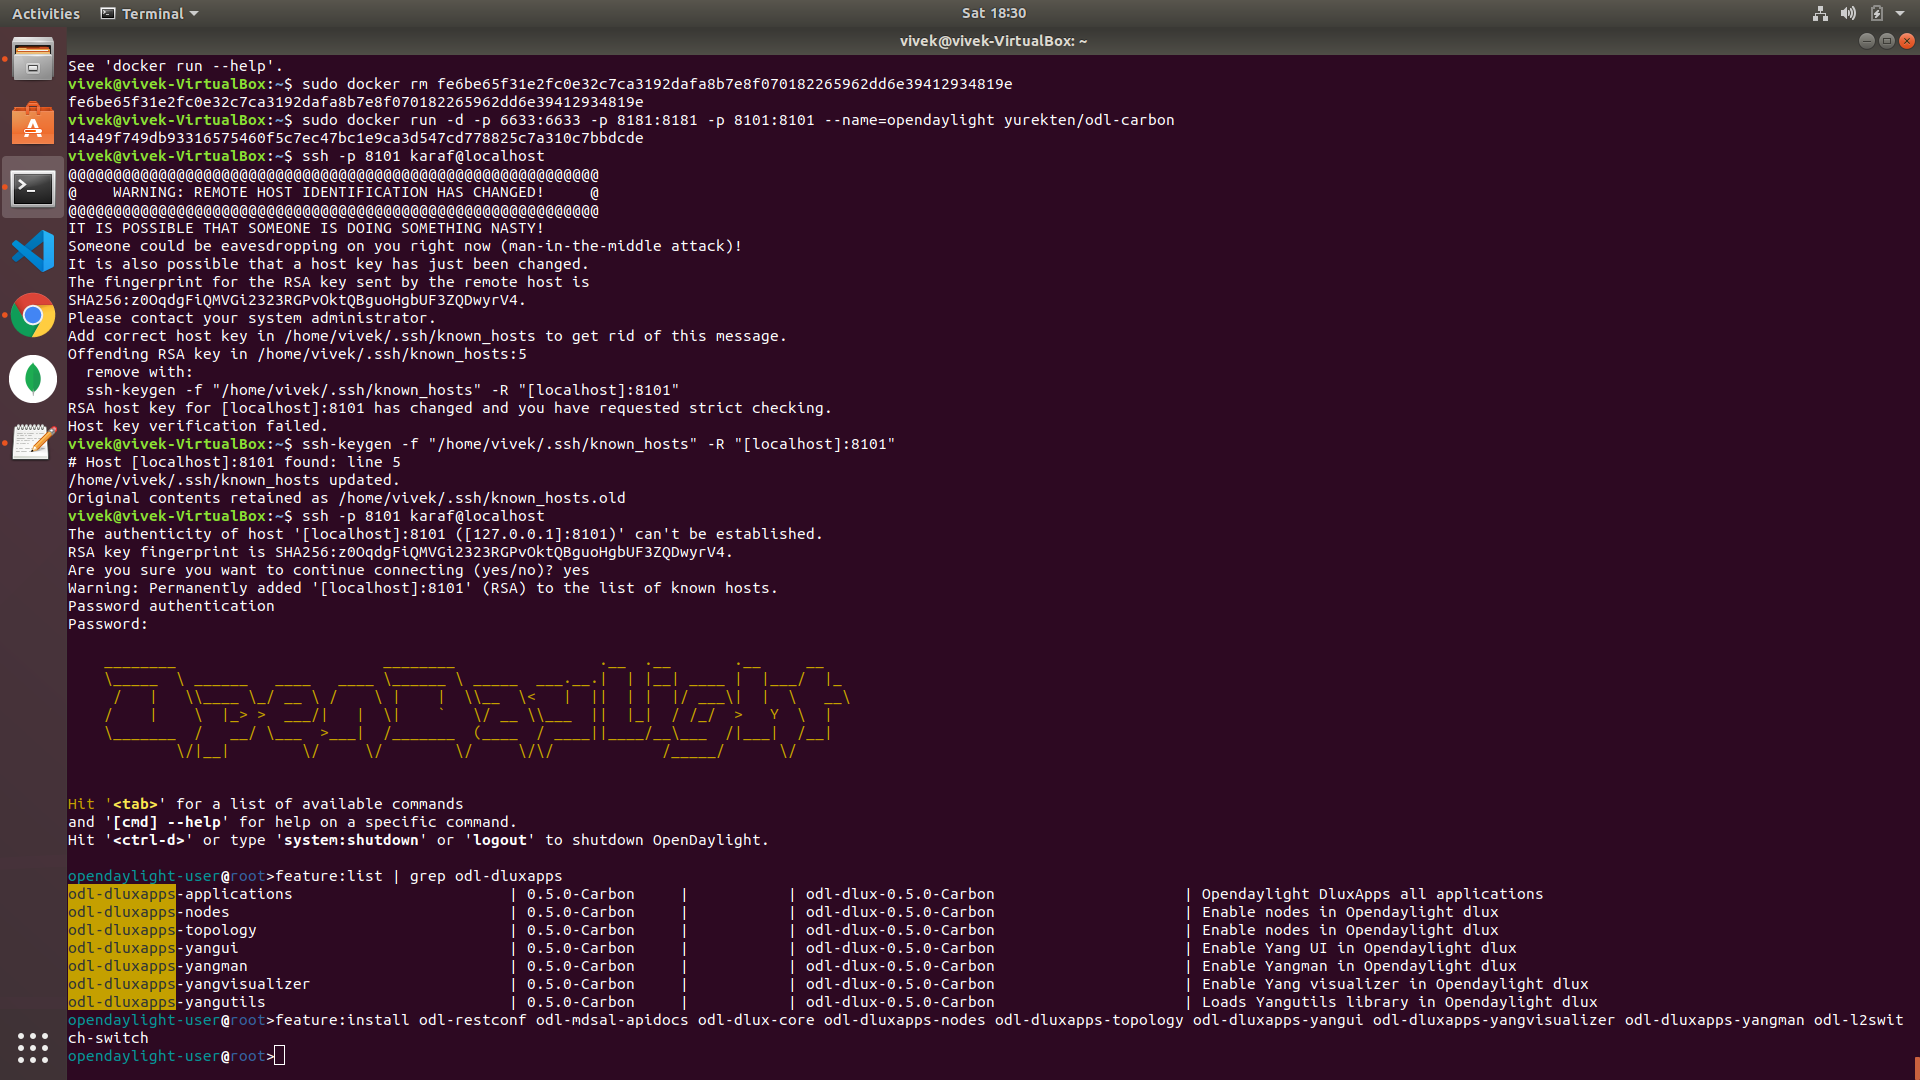 Activities
Terminal
Sat 18:30
vivek@vivek-VirtualBox: ~
See 'docker run --help'.
vivek@vivek-VirtualBox:~$ sudo docker rm fe6be65f31e2fc0e32c7ca3192dafa8b7e8f070182265962dd6e39412934819e
fe6be65f31e2fc0e32c7ca3192dafa8b7e8f070182265962dd6e39412934819e
vivek@vivek-VirtualBox:~$ sudo docker run -d -p 6633:6633 -p 8181:8181 -p 8101:8101 --name=opendaylight yurekten/odl-carbon
14a49f749db93316575460f5c7ec47bc1e9ca3d547cd778825c7a310c7bbdcde
vivek@vivek-VirtualBox:~$ ssh -p 8101 karaf@localhost
@@@@@@@@@@@@@@@@@@@@@@@@@@@@@@@@@@@@@@@@@@@@@@@@@@@@@@@@@@@
@    WARNING: REMOTE HOST IDENTIFICATION HAS CHANGED!     @
@@@@@@@@@@@@@@@@@@@@@@@@@@@@@@@@@@@@@@@@@@@@@@@@@@@@@@@@@@@
IT IS POSSIBLE THAT SOMEONE IS DOING SOMETHING NASTY!
Someone could be eavesdropping on you right now (man-in-the-middle attack)!
It is also possible that a host key has just been changed.
The fingerprint for the RSA key sent by the remote host is
SHA256:z0OqdgFiQMVGi2323RGPvOktQBguoHgbUF3ZQDwyrV4.
Please contact your system administrator.
Add correct host key in /home/vivek/.ssh/known_hosts to get rid of this message.
Offending RSA key in /home/vivek/.ssh/known_hosts:5
  remove with:
  ssh-keygen -f "/home/vivek/.ssh/known_hosts" -R "[localhost]:8101"
RSA host key for [localhost]:8101 has changed and you have requested strict checking.
Host key verification failed.
vivek@vivek-VirtualBox:~$ ssh-keygen -f "/home/vivek/.ssh/known_hosts" -R "[localhost]:8101"
# Host [localhost]:8101 found: line 5
/home/vivek/.ssh/known_hosts updated.
Original contents retained as /home/vivek/.ssh/known_hosts.old
vivek@vivek-VirtualBox:~$ ssh -p 8101 karaf@localhost
The authenticity of host '[localhost]:8101 ([127.0.0.1]:8101)' can't be established.
RSA key fingerprint is SHA256:z0OqdgFiQMVGi2323RGPvOktQBguoHgbUF3ZQDwyrV4.
Are you sure you want to continue connecting (yes/no)? yes
Warning: Permanently added '[localhost]:8101' (RSA) to the list of known hosts.
Password authentication
Password:
OpenDaylight
Hit '<tab>' for a list of available commands
and '[cmd] --help' for help on a specific command.
Hit '<ctrl-d>' or type 'system:shutdown' or 'logout' to shutdown OpenDaylight.
opendaylight-user@root>feature:list | grep odl-dluxapps
odl-dluxapps-applications | 0.5.0-Carbon | | odl-dlux-0.5.0-Carbon | Opendaylight DluxApps all applications
odl-dluxapps-nodes | 0.5.0-Carbon | | odl-dlux-0.5.0-Carbon | Enable nodes in Opendaylight dlux
odl-dluxapps-topology | 0.5.0-Carbon | | odl-dlux-0.5.0-Carbon | Enable nodes in Opendaylight dlux
odl-dluxapps-yangui | 0.5.0-Carbon | | odl-dlux-0.5.0-Carbon | Enable Yang UI in Opendaylight dlux
odl-dluxapps-yangman | 0.5.0-Carbon | | odl-dlux-0.5.0-Carbon | Enable Yangman in Opendaylight dlux
odl-dluxapps-yangvisualizer | 0.5.0-Carbon | | odl-dlux-0.5.0-Carbon | Enable Yang visualizer in Opendaylight dlux
odl-dluxapps-yangutils | 0.5.0-Carbon | | odl-dlux-0.5.0-Carbon | Loads Yangutils library in Opendaylight dlux
opendaylight-user@root>feature:install odl-restconf odl-mdsal-apidocs odl-dlux-core odl-dluxapps-nodes odl-dluxapps-topology odl-dluxapps-yangui odl-dluxapps-yangvisualizer odl-dluxapps-yangman odl-l2swit
ch-switch
opendaylight-user@root>